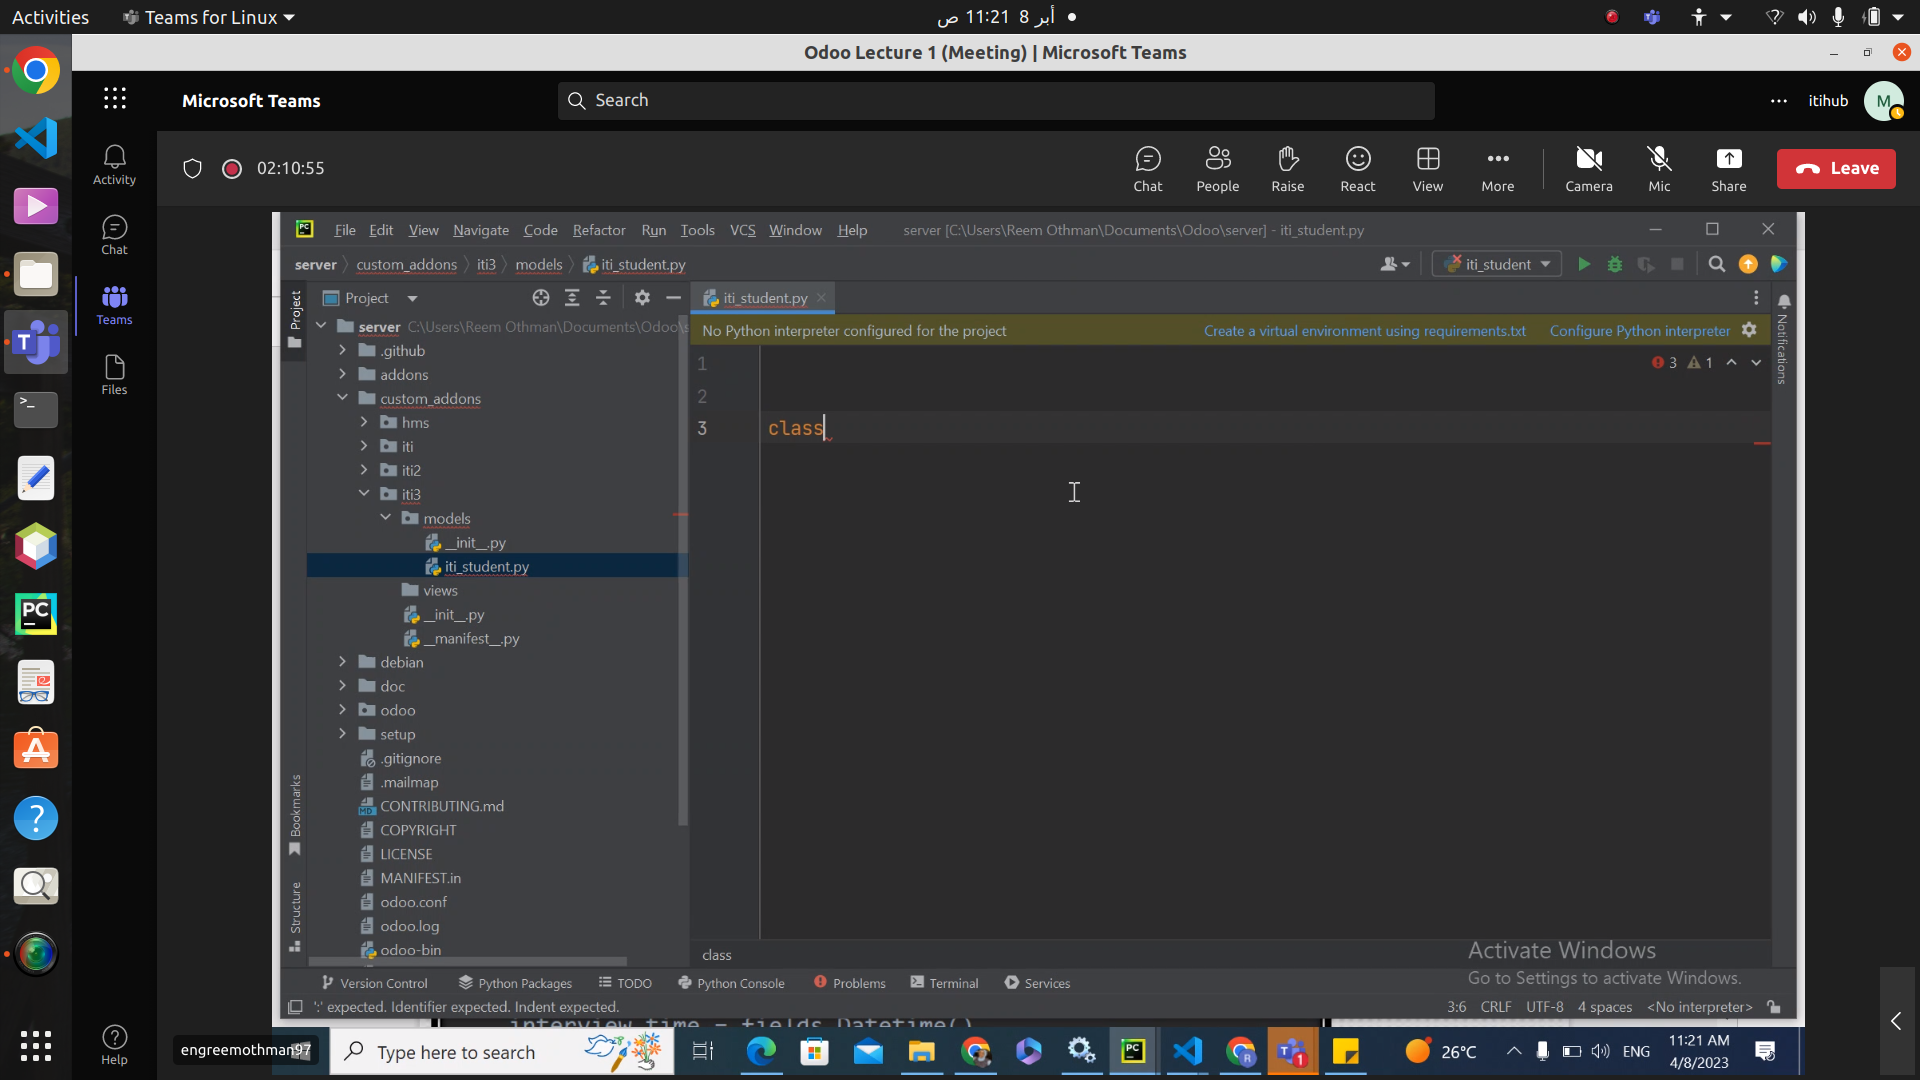 Activities
Teams for Linux
11:21 8 أبر ص
Odoo Lecture 1 (Meeting) | Microsoft Teams
Microsoft Teams
Search
itihub
M
Activity
Chat
Teams
Files
Help
02:10:55
Chat
People
Raise
React
View
More
Camera
Mic
Share
Leave
PC
File Edit View Navigate Code Refactor Run Tools VCS Window Help
server [C:\Users\Reem Othman\Documents\Odoo\server] - iti_student.py
server custom_addons iti3 models iti_student.py
iti_student
Project
Project
iti_student.py
server C:\Users\Reem Othman\Documents\Odoo\s
.github
addons
custom_addons
hms
iti
iti2
iti3
models
__init__.py
iti_student.py
views
__init__.py
__manifest__.py
debian
doc
odoo
setup
.gitignore
.mailmap
CONTRIBUTING.md
COPYRIGHT
LICENSE
MANIFEST.in
odoo.conf
odoo.log
odoo-bin
Bookmarks
Structure
No Python interpreter configured for the project
Create a virtual environment using requirements.txt
Configure Python interpreter
Notifications
1
2
3 class
3 1
class
Activate Windows
Go to Settings to activate Windows.
Version Control
Python Packages
TODO
Python Console
Problems
Terminal
Services
':' expected. Identifier expected. Indent expected.
3:6 CRLF UTF-8 4 spaces <No interpreter>
interview_time = fields.Datetime()
engreemothman97
Type here to search
PC
R
1
26°C
ENG
11:21 AM
4/8/2023